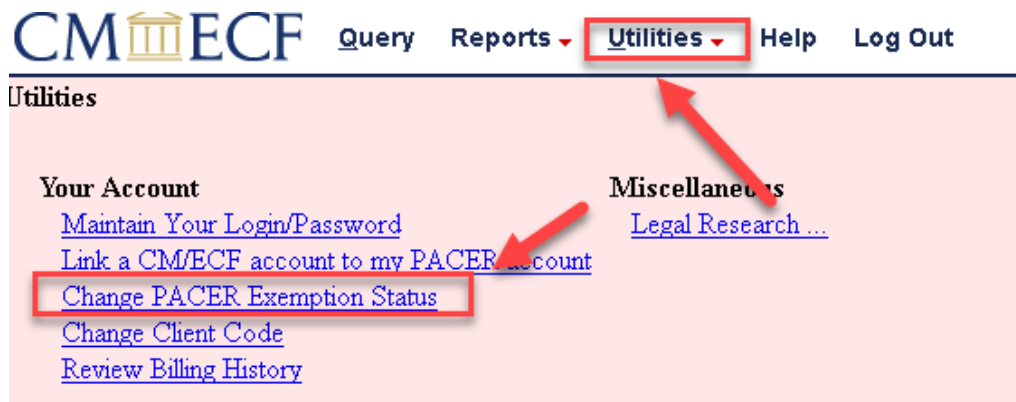 CM ECF Query Reports Utilities Help Log Out
Utilities
Your Account
Maintain Your Login/Password
Link a CM/ECF account to my PACER account
Change PACER Exemption Status
Change Client Code
Review Billing History
Miscellaneous
Legal Research ...